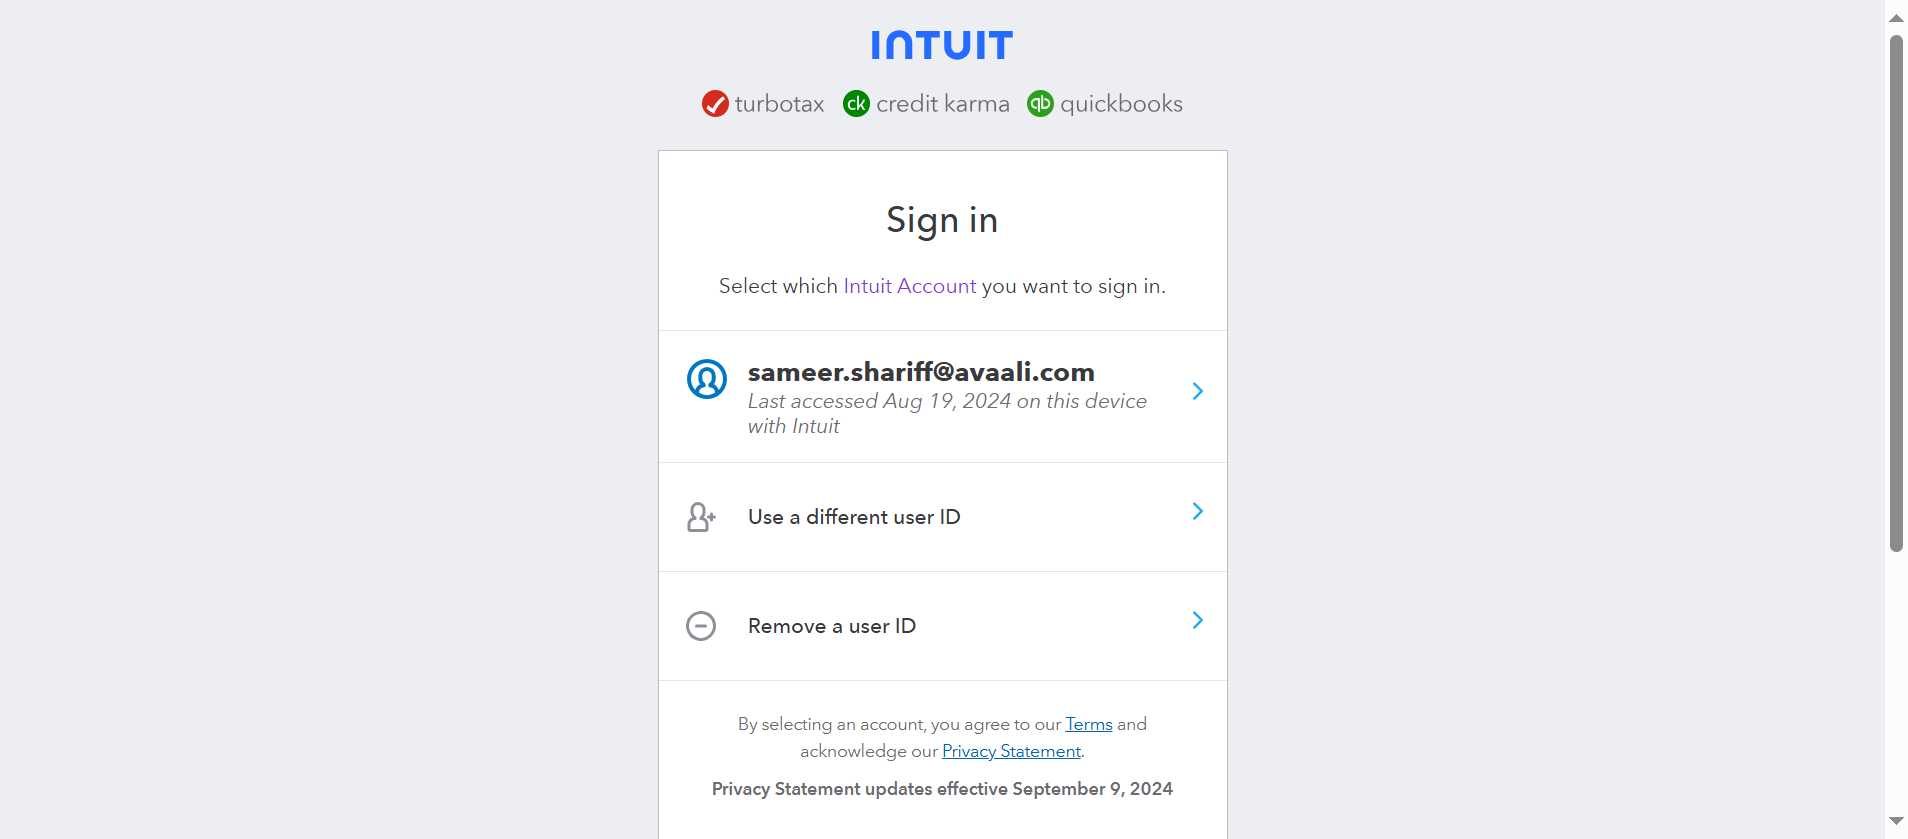 INTUIT
turbotax ck credit karma qb quickbooks
Sign in
Select which Intuit Account you want to sign in.
sameer.shariff@avaali.com
Last accessed Aug 19, 2024 on this device
with Intuit
Use a different user ID
Remove a user ID
By selecting an account, you agree to our Terms and
acknowledge our Privacy Statement.
Privacy Statement updates effective September 9, 2024